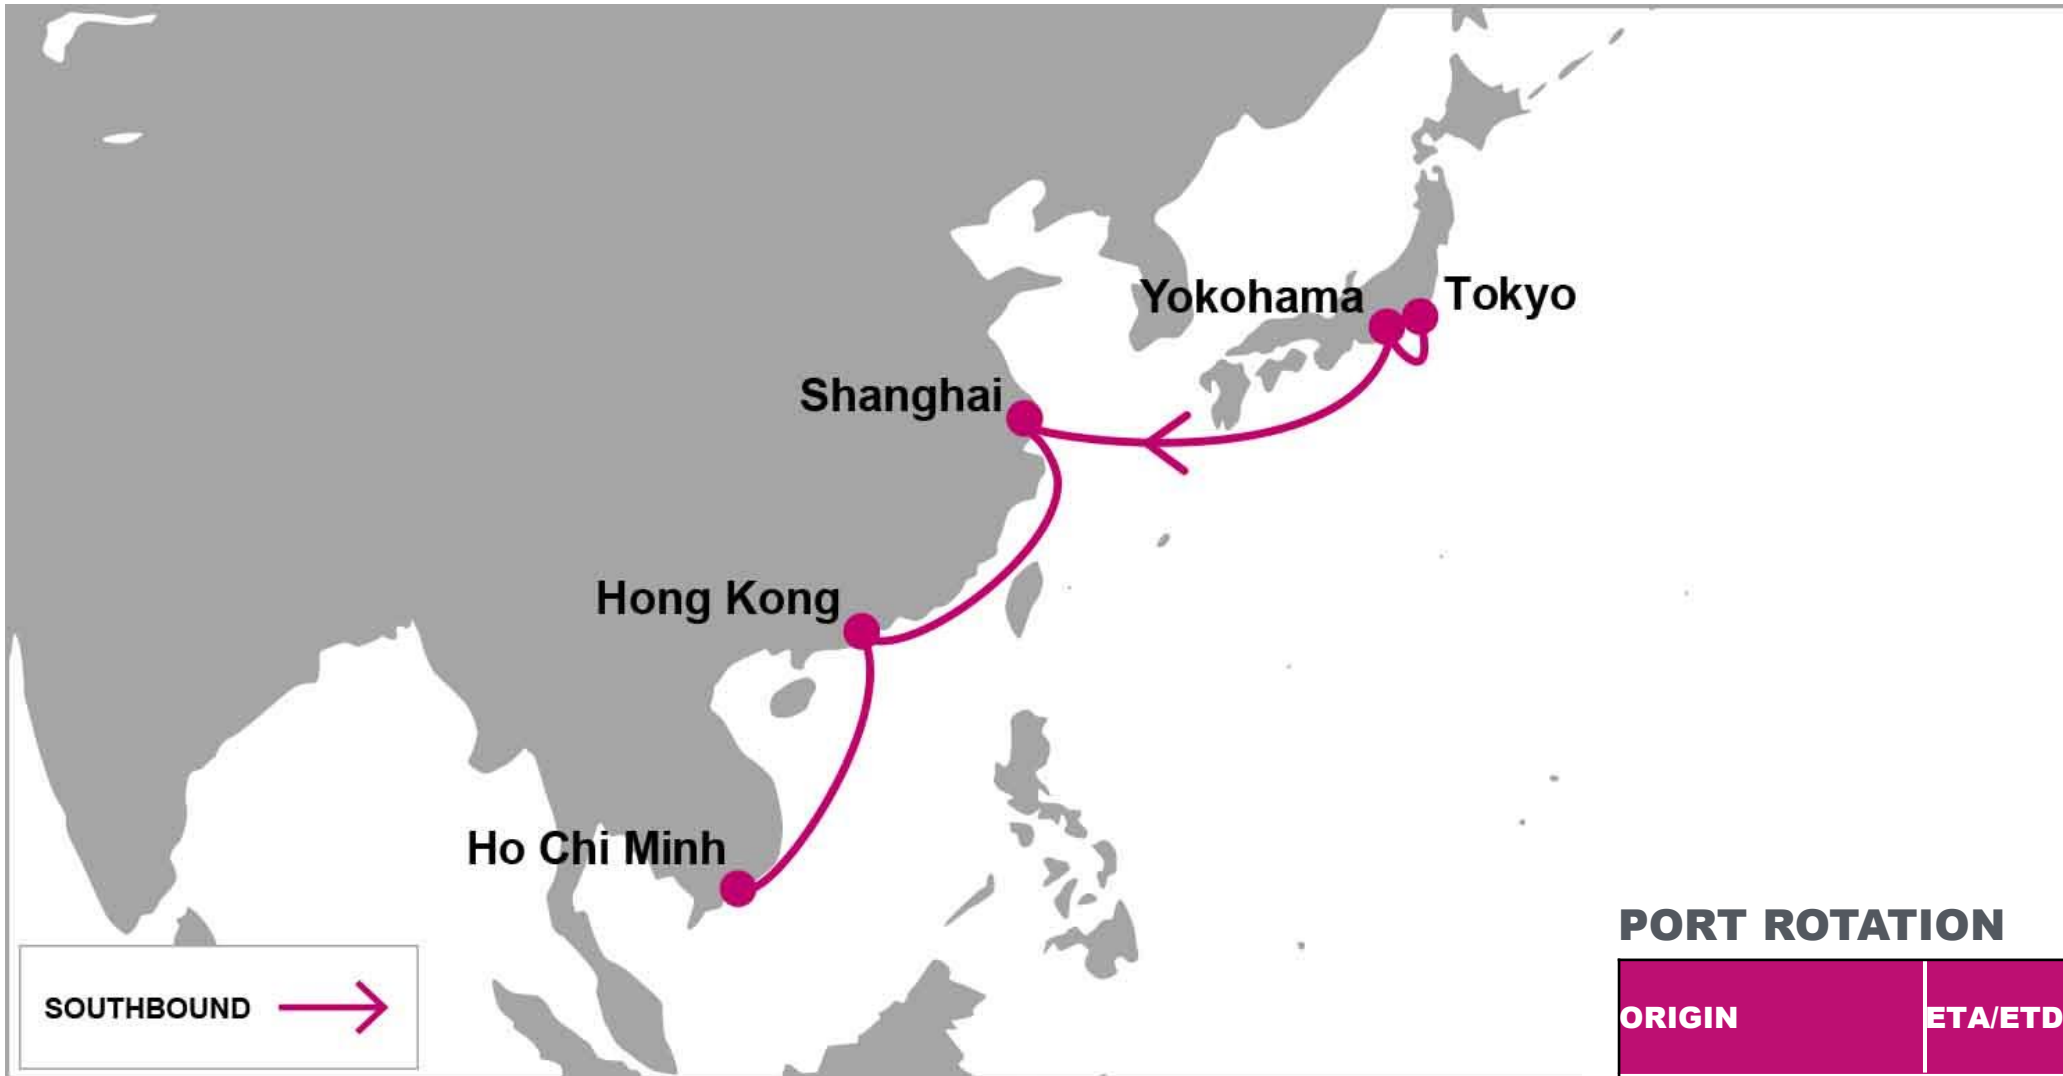 Yokohama
Tokyo
Shanghai
Hong Kong
Ho Chi Minh
SOUTHBOUND
PORT ROTATION
ORIGIN
ETA/ETD